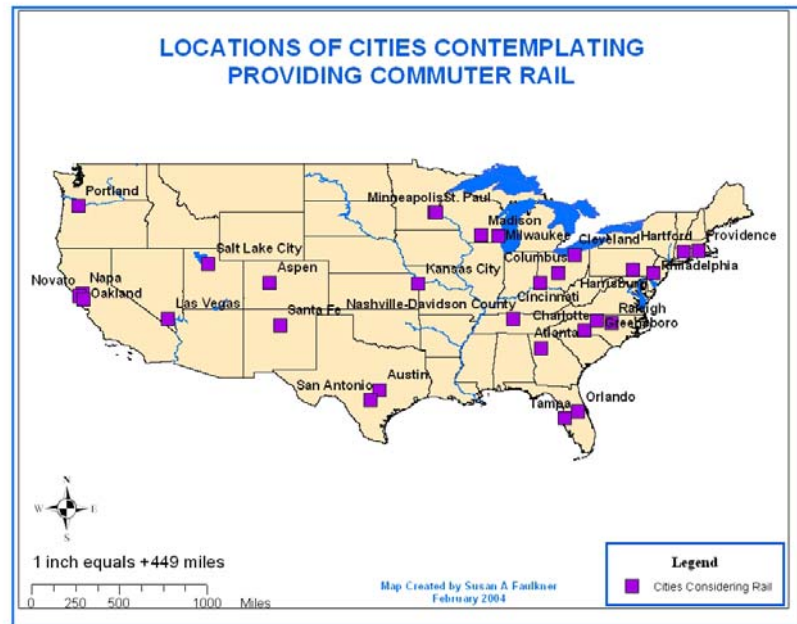 LOCATIONS OF CITIES CONTEMPLATING
PROVIDING COMMUTER RAIL
Portland
Minneapolis
St. Paul
Madison
Milwaukee
Cleveland
Hartford
Providence
Salt Lake City
Columbus
Aspen
Kansas City
Philadelphia
Novato
Napa
Oakland
Harrisburg
Cincinnati
Las Vegas
Santa Fe
Nashville-Davidson County
Raleigh
Charlotte
Greensboro
Atlanta
San Antonio
Austin
Tampa
Orlando
N
W
E
S
1 inch equals +449 miles
0 250 500 1000 Miles
Map Created by Susan A Faulkner
February 2004
Legend
Cities Considering Rail